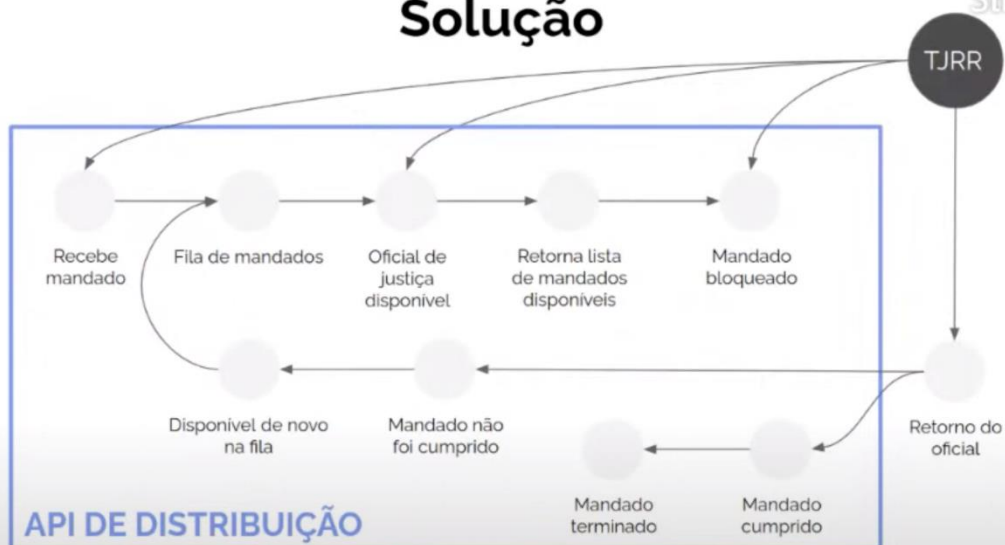 Solução
TJRR
Recebe
mandado
Fila de mandados
Oficial de
justiça
disponível
Retorna lista
de mandados
disponíveis
Mandado
bloqueado
Disponível de novo
na fila
Mandado não
foi cumprido
Retorno do
oficial
Mandado
terminado
Mandado
cumprido
API DE DISTRIBUIÇÃO